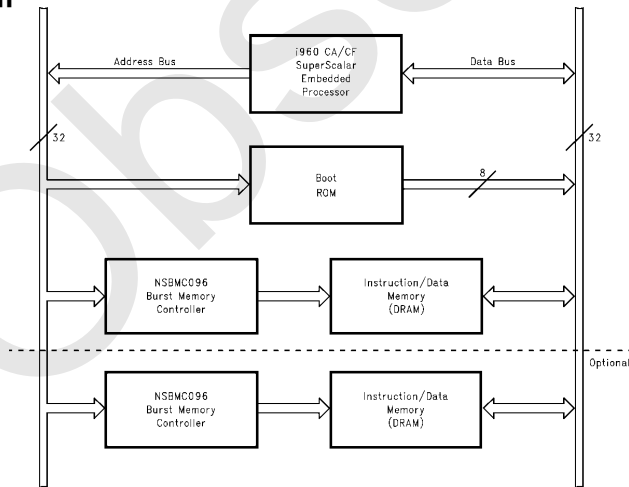 Address Bus
i960 CA/CF
SuperScalar
Embedded
Processor
Data Bus
32
32
Boot
ROM
8
NSBMC096
Burst Memory
Controller
Instruction/Data
Memory
(DRAM)
Optional
NSBMC096
Burst Memory
Controller
Instruction/Data
Memory
(DRAM)